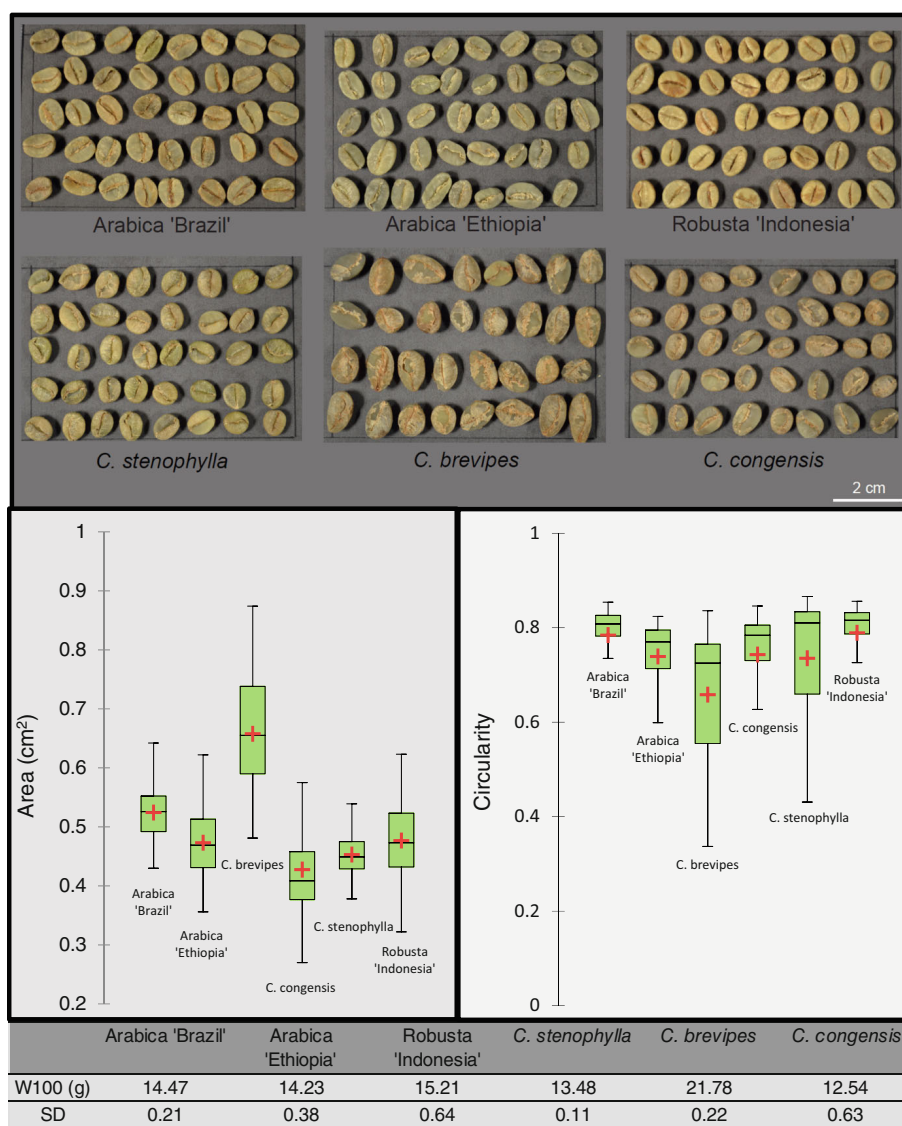 Arabica 'Brazil' Arabica 'Ethiopia' Robusta 'Indonesia'
C. stenophylla C. brevipes C. congensis
2 cm
Area (cm²)
1
0.9
0.8
0.7
0.6
0.5
0.4
0.3
0.2
Arabica
'Brazil'
Arabica
'Ethiopia'
C. brevipes
C. congensis
C. stenophylla
Robusta
'Indonesia'
Circularity
1
0.8
0.6
0.4
0.2
0
Arabica
'Brazil'
Arabica
'Ethiopia'
C. brevipes
C. congensis
C. stenophylla
Robusta
'Indonesia'
Arabica 'Brazil' Arabica 'Ethiopia' Robusta 'Indonesia' C. stenophylla C. brevipes C. congensis
W100 (g) 14.47 14.23 15.21 13.48 21.78 12.54
SD 0.21 0.38 0.64 0.11 0.22 0.63